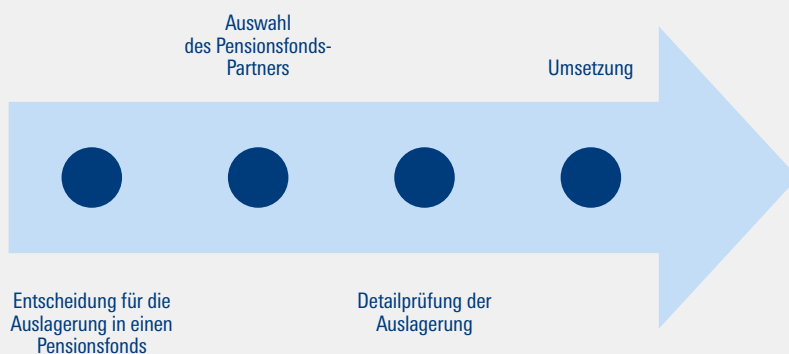 Auswahl
des Pensionsfonds-
Partners
Umsetzung
Entscheidung für die
Auslagerung in einen
Pensionsfonds
Detailprüfung der
Auslagerung